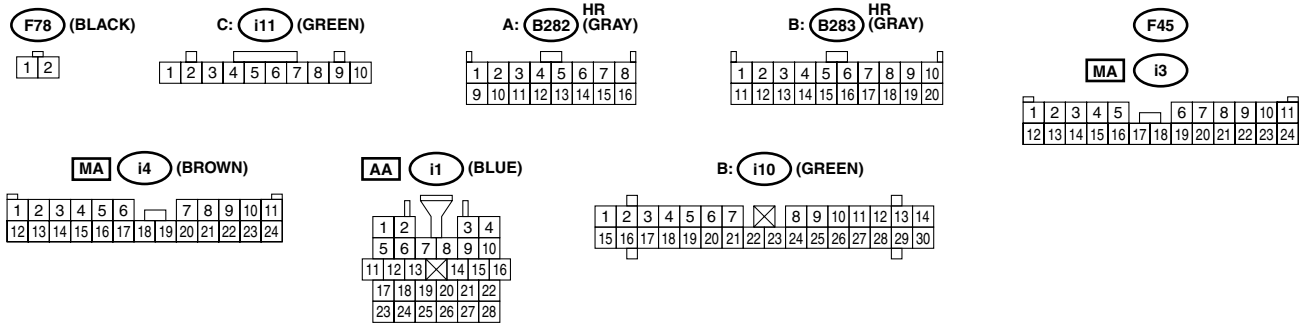 F78 (BLACK)
1 2
C: i11 (GREEN)
1 2 3 4 5 6 7 8 9 10
A: B282 HR (GRAY)
1 2 3 4 5 6 7 8
9 10 11 12 13 14 15 16
B: B283 HR (GRAY)
1 2 3 4 5 6 7 8 9 10
11 12 13 14 15 16 17 18 19 20
F45
MA i3
1 2 3 4 5 6 7 8 9 10 11
12 13 14 15 16 17 18 19 20 21 22 23 24
MA i4 (BROWN)
1 2 3 4 5 6 7 8 9 10 11
12 13 14 15 16 17 18 19 20 21 22 23 24
AA i1 (BLUE)
1 2 3 4
5 6 7 8 9 10
11 12 13 14 15 16
17 18 19 20 21 22
23 24 25 26 27 28
B: i10 (GREEN)
1 2 3 4 5 6 7 8 9 10 11 12 13 14
15 16 17 18 19 20 21 22 23 24 25 26 27 28 29 30